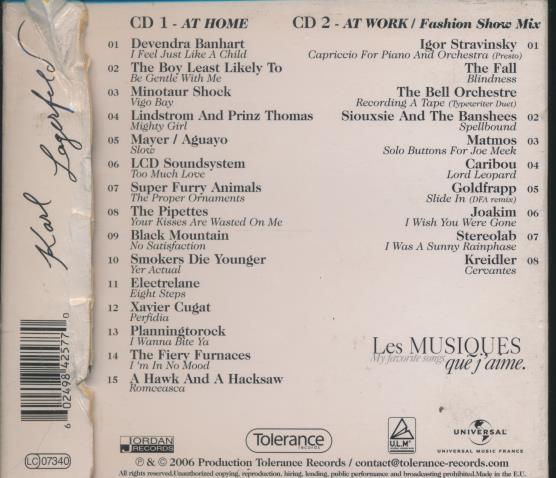 Karl Lagerfeld
CD 1 - AT HOME
01 Devendra Banhart
I Feel Just Like A Child
02 The Boy Least Likely To
Be Gentle With Me
03 Minotaur Shock
Vigo Bay
04 Lindstrom And Prinz Thomas
Mighty Girl
05 Mayer / Aguayo
Slow
06 LCD Soundsystem
Too Much Love
07 Super Furry Animals
The Proper Ornaments
08 The Pipettes
Your Kisses Are Wasted On Me
09 Black Mountain
No Satisfaction
10 Smokers Die Younger
Yer Actual
11 Electrelane
Eight Steps
12 Xavier Cugat
Perfidia
13 Planningtorock
I Wanna Bite Ya
14 The Fiery Furnaces
I'm In No Mood
15 A Hawk And A Hacksaw
Romceasca
CD 2 - AT WORK / Fashion Show Mix
Igor Stravinsky 01
Capriccio For Piano And Orchestra (Presto)
The Fall
Blindness
The Bell Orchestre
Recording A Tape (Typewriter Duet)
Siouxsie And The Banshees 02
Spellbound
Matmos 03
Solo Buttons For Joe Meek
Caribou 04
Lord Leopard
Goldfrapp 05
Slide In (DFA remix)
Joakim 06
I Wish You Were Gone
Stereolab 07
I Was A Sunny Rainphase
Kreidler 08
Cervantes
Les MUSIQUES
My favorite songs
que j'aime.
6 02498 42577 0
LC 07340
JORDAN
RECORDS
Tolerance
records
U.L.M
UNIVERSAL
UNIVERSAL MUSIC FRANCE
℗ & © 2006 Production Tolerance Records / contact@tolerance-records.com
All rights reserved.Unauthorized copying, reproduction, hiring, lending, public performance and broadcasting prohibited.Made in the E.U.